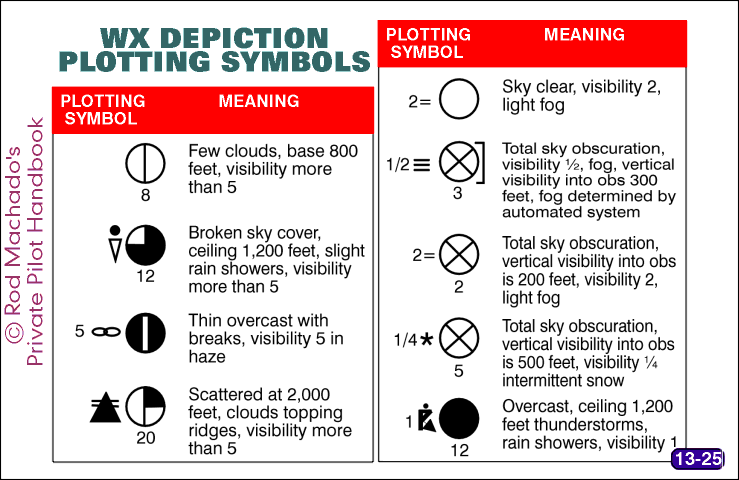 WX DEPICTION
PLOTTING SYMBOLS
PLOTTING
SYMBOL
MEANING
8
Few clouds, base 800
feet, visibility more
than 5
12
Broken sky cover,
ceiling 1,200 feet, slight
rain showers, visibility
more than 5
5
Thin overcast with
breaks, visibility 5 in
haze
20
Scattered at 2,000
feet, clouds topping
ridges, visibility more
than 5
PLOTTING
SYMBOL
MEANING
2=
Sky clear, visibility 2,
light fog
1/2≡
]
3
Total sky obscuration,
visibility ½, fog, vertical
visibility into obs 300
feet, fog determined by
automated system
2=
2
Total sky obscuration,
vertical visibility into obs
is 200 feet, visibility 2,
light fog
1/4*
5
Total sky obscuration,
vertical visibility into obs
is 500 feet, visibility ¼
intermittent snow
1
12
Overcast, ceiling 1,200
feet thunderstorms,
rain showers, visibility 1
13-25
© Rod Machado's
Private Pilot Handbook